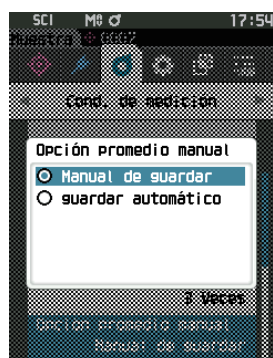 SCI M0 ♂ 17:54
Muestra 0002
Cond. de medición
Opción promedio manual
Manual de guardar
guardar automático
3 Veces
Opción promedio manual
Manual de guardar